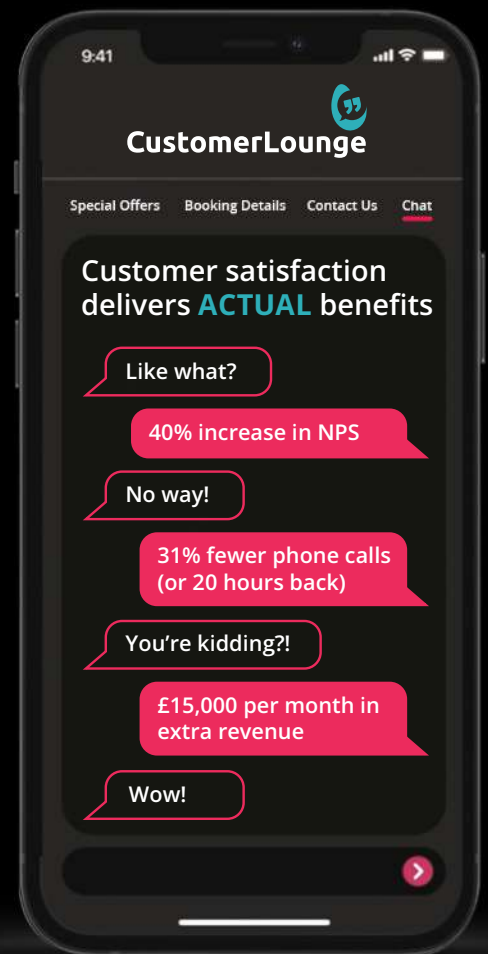 9:41
CustomerLounge
Special Offers Booking Details Contact Us Chat
Customer satisfaction
delivers ACTUAL benefits
Like what?
40% increase in NPS
No way!
31% fewer phone calls
(or 20 hours back)
You're kidding?!
£15,000 per month in
extra revenue
Wow!